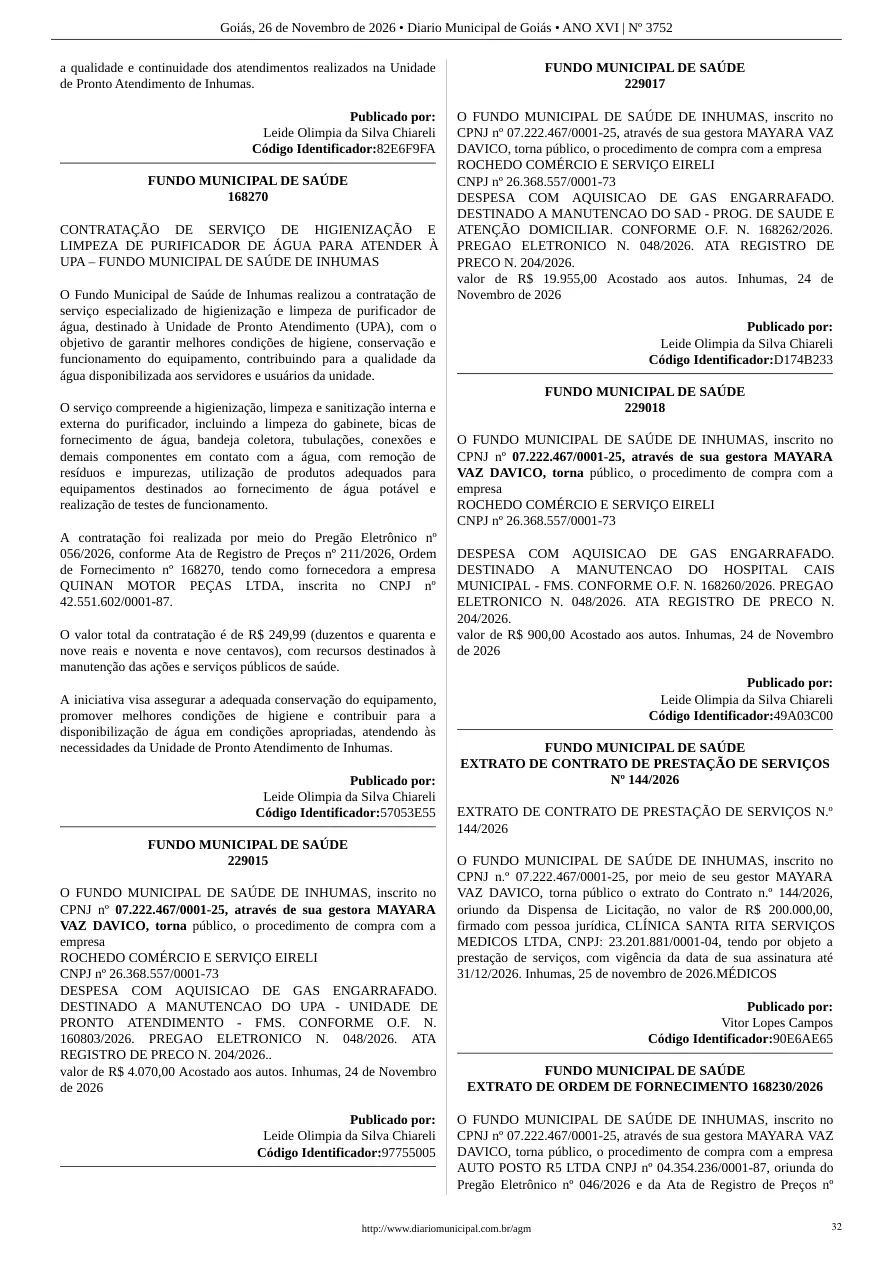 Goiás, 26 de Novembro de 2026 • Diario Municipal de Goiás • ANO XVI | Nº 3752
a qualidade e continuidade dos atendimentos realizados na Unidade
de Pronto Atendimento de Inhumas.
Publicado por:
Leide Olimpia da Silva Chiareli
Código Identificador:82E6F9FA
FUNDO MUNICIPAL DE SAÚDE
168270
CONTRATAÇÃO DE SERVIÇO DE HIGIENIZAÇÃO E
LIMPEZA DE PURIFICADOR DE ÁGUA PARA ATENDER À
UPA – FUNDO MUNICIPAL DE SAÚDE DE INHUMAS
O Fundo Municipal de Saúde de Inhumas realizou a contratação de
serviço especializado de higienização e limpeza de purificador de
água, destinado à Unidade de Pronto Atendimento (UPA), com o
objetivo de garantir melhores condições de higiene, conservação e
funcionamento do equipamento, contribuindo para a qualidade da
água disponibilizada aos servidores e usuários da unidade.
O serviço compreende a higienização, limpeza e sanitização interna e
externa do purificador, incluindo a limpeza do gabinete, bicas de
fornecimento de água, bandeja coletora, tubulações, conexões e
demais componentes em contato com a água, com remoção de
resíduos e impurezas, utilização de produtos adequados para
equipamentos destinados ao fornecimento de água potável e
realização de testes de funcionamento.
A contratação foi realizada por meio do Pregão Eletrônico nº
056/2026, conforme Ata de Registro de Preços nº 211/2026, Ordem
de Fornecimento nº 168270, tendo como fornecedora a empresa
QUINAN MOTOR PEÇAS LTDA, inscrita no CNPJ nº
42.551.602/0001-87.
O valor total da contratação é de R$ 249,99 (duzentos e quarenta e
nove reais e noventa e nove centavos), com recursos destinados à
manutenção das ações e serviços públicos de saúde.
A iniciativa visa assegurar a adequada conservação do equipamento,
promover melhores condições de higiene e contribuir para a
disponibilização de água em condições apropriadas, atendendo às
necessidades da Unidade de Pronto Atendimento de Inhumas.
Publicado por:
Leide Olimpia da Silva Chiareli
Código Identificador:57053E55
FUNDO MUNICIPAL DE SAÚDE
229015
O FUNDO MUNICIPAL DE SAÚDE DE INHUMAS, inscrito no
CPNJ nº 07.222.467/0001-25, através de sua gestora MAYARA
VAZ DAVICO, torna público, o procedimento de compra com a
empresa
ROCHEDO COMÉRCIO E SERVIÇO EIRELI
CNPJ nº 26.368.557/0001-73
DESPESA COM AQUISICAO DE GAS ENGARRAFADO.
DESTINADO A MANUTENCAO DO UPA - UNIDADE DE
PRONTO ATENDIMENTO - FMS. CONFORME O.F. N.
160803/2026. PREGAO ELETRONICO N. 048/2026. ATA
REGISTRO DE PRECO N. 204/2026..
valor de R$ 4.070,00 Acostado aos autos. Inhumas, 24 de Novembro
de 2026
Publicado por:
Leide Olimpia da Silva Chiareli
Código Identificador:97755005
FUNDO MUNICIPAL DE SAÚDE
229017
O FUNDO MUNICIPAL DE SAÚDE DE INHUMAS, inscrito no
CPNJ nº 07.222.467/0001-25, através de sua gestora MAYARA VAZ
DAVICO, torna público, o procedimento de compra com a empresa
ROCHEDO COMÉRCIO E SERVIÇO EIRELI
CNPJ nº 26.368.557/0001-73
DESPESA COM AQUISICAO DE GAS ENGARRAFADO.
DESTINADO A MANUTENCAO DO SAD - PROG. DE SAUDE E
ATENÇÃO DOMICILIAR. CONFORME O.F. N. 168262/2026.
PREGAO ELETRONICO N. 048/2026. ATA REGISTRO DE
PRECO N. 204/2026.
valor de R$ 19.955,00 Acostado aos autos. Inhumas, 24 de
Novembro de 2026
Publicado por:
Leide Olimpia da Silva Chiareli
Código Identificador:D174B233
FUNDO MUNICIPAL DE SAÚDE
229018
O FUNDO MUNICIPAL DE SAÚDE DE INHUMAS, inscrito no
CPNJ nº 07.222.467/0001-25, através de sua gestora MAYARA
VAZ DAVICO, torna público, o procedimento de compra com a
empresa
ROCHEDO COMÉRCIO E SERVIÇO EIRELI
CNPJ nº 26.368.557/0001-73
DESPESA COM AQUISICAO DE GAS ENGARRAFADO.
DESTINADO A MANUTENCAO DO HOSPITAL CAIS
MUNICIPAL - FMS. CONFORME O.F. N. 168260/2026. PREGAO
ELETRONICO N. 048/2026. ATA REGISTRO DE PRECO N.
204/2026.
valor de R$ 900,00 Acostado aos autos. Inhumas, 24 de Novembro
de 2026
Publicado por:
Leide Olimpia da Silva Chiareli
Código Identificador:49A03C00
FUNDO MUNICIPAL DE SAÚDE
EXTRATO DE CONTRATO DE PRESTAÇÃO DE SERVIÇOS
Nº 144/2026
EXTRATO DE CONTRATO DE PRESTAÇÃO DE SERVIÇOS N.º
144/2026
O FUNDO MUNICIPAL DE SAÚDE DE INHUMAS, inscrito no
CPNJ n.º 07.222.467/0001-25, por meio de seu gestor MAYARA
VAZ DAVICO, torna público o extrato do Contrato n.º 144/2026,
oriundo da Dispensa de Licitação, no valor de R$ 200.000,00,
firmado com pessoa jurídica, CLÍNICA SANTA RITA SERVIÇOS
MEDICOS LTDA, CNPJ: 23.201.881/0001-04, tendo por objeto a
prestação de serviços, com vigência da data de sua assinatura até
31/12/2026. Inhumas, 25 de novembro de 2026.MÉDICOS
Publicado por:
Vitor Lopes Campos
Código Identificador:90E6AE65
FUNDO MUNICIPAL DE SAÚDE
EXTRATO DE ORDEM DE FORNECIMENTO 168230/2026
O FUNDO MUNICIPAL DE SAÚDE DE INHUMAS, inscrito no
CPNJ nº 07.222.467/0001-25, através de sua gestora MAYARA VAZ
DAVICO, torna público, o procedimento de compra com a empresa
AUTO POSTO R5 LTDA CNPJ nº 04.354.236/0001-87, oriunda do
Pregão Eletrônico nº 046/2026 e da Ata de Registro de Preços nº
http://www.diariomunicipal.com.br/agm
32